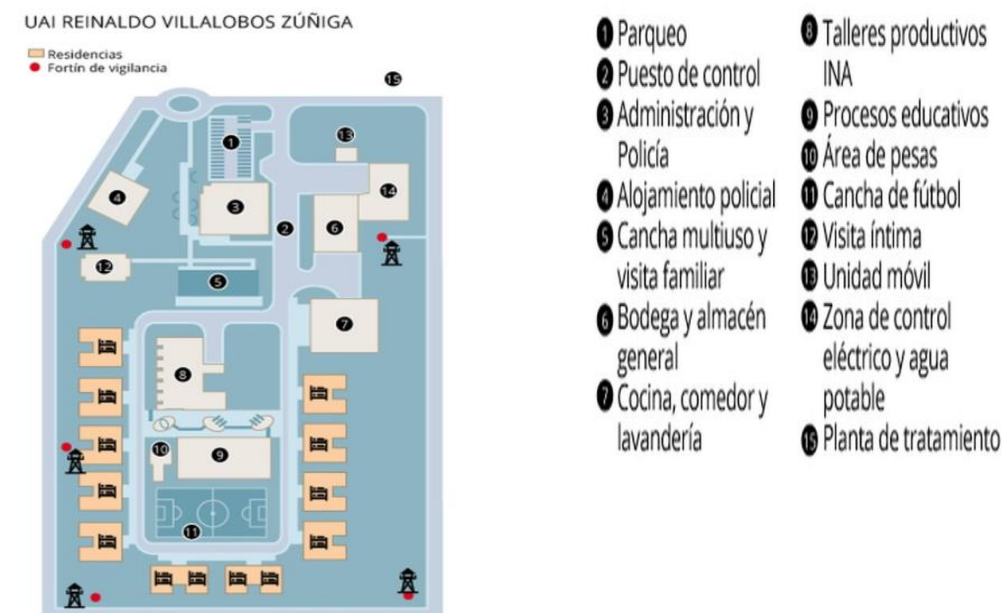 UAI REINALDO VILLALOBOS ZÚÑIGA
Residencias
Fortín de vigilancia
15
1
13
4
3
14
2
6
12
5
7
8
10
9
11
1 Parqueo
2 Puesto de control
3 Administración y
Policía
4 Alojamiento policial
5 Cancha multiuso y
visita familiar
6 Bodega y almacén
general
7 Cocina, comedor y
lavandería
8 Talleres productivos
INA
9 Procesos educativos
10 Área de pesas
11 Cancha de fútbol
12 Visita íntima
13 Unidad móvil
14 Zona de control
eléctrico y agua
potable
15 Planta de tratamiento